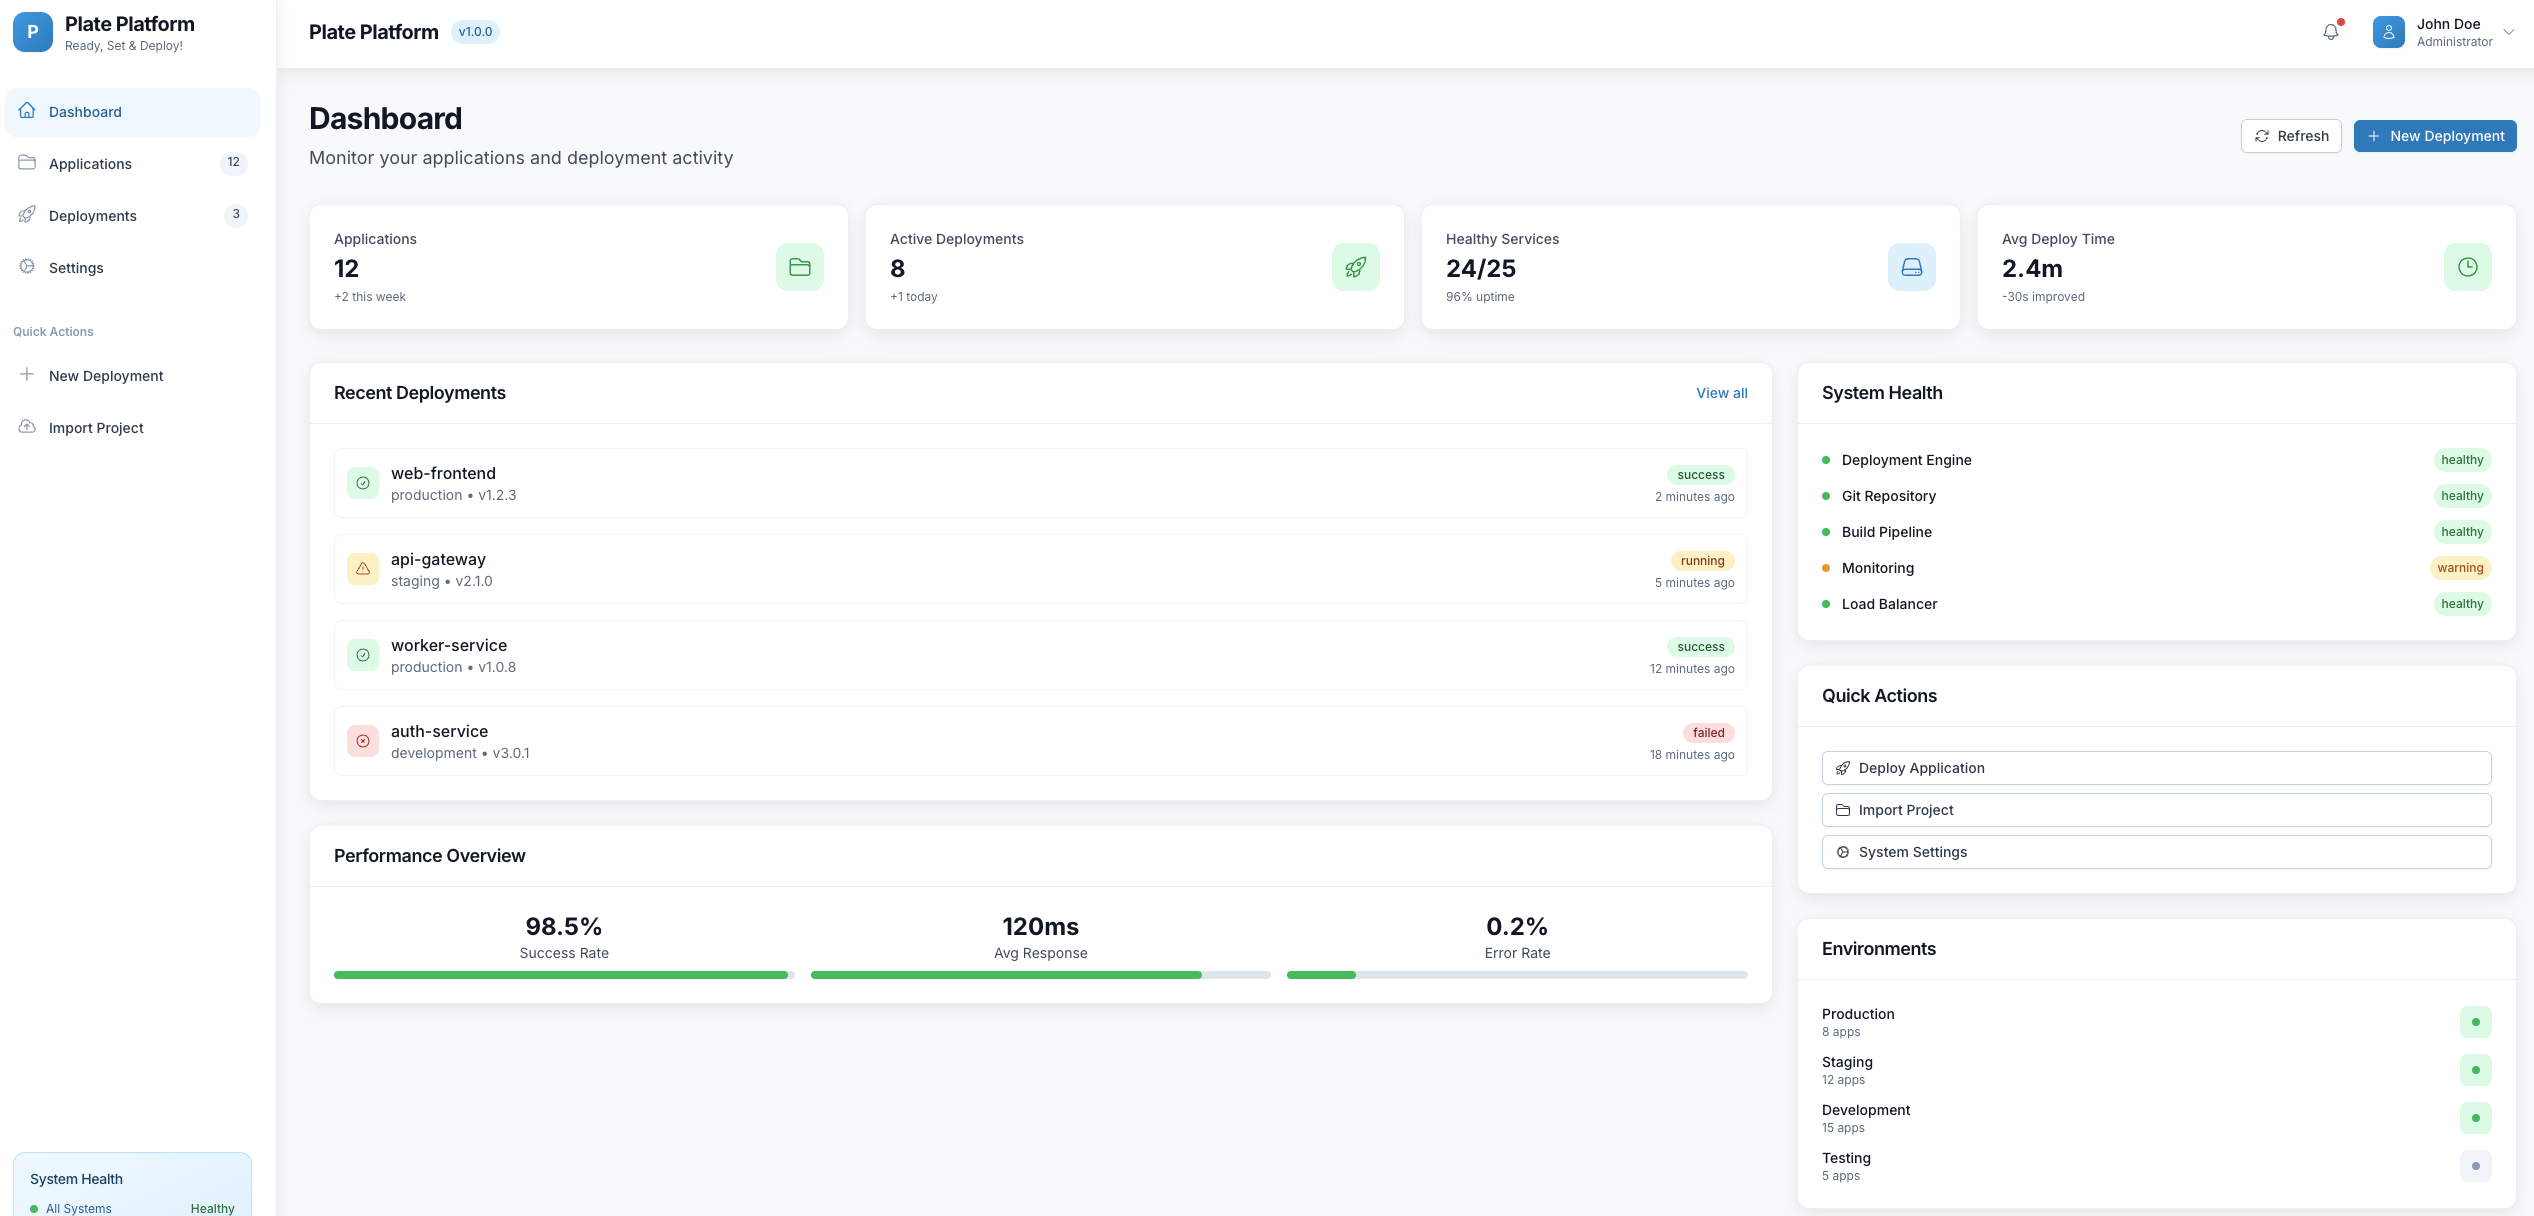 P
Plate Platform
Ready, Set & Deploy!
Dashboard
Applications 12
Deployments 3
Settings
Quick Actions
New Deployment
Import Project
System Health
All Systems Healthy
Plate Platform v1.0.0
John Doe
Administrator
Dashboard
Monitor your applications and deployment activity
Refresh
New Deployment
Applications
12
+2 this week
Active Deployments
8
+1 today
Healthy Services
24/25
96% uptime
Avg Deploy Time
2.4m
-30s improved
Recent Deployments View all
web-frontend success
production • v1.2.3 2 minutes ago
api-gateway running
staging • v2.1.0 5 minutes ago
worker-service success
production • v1.0.8 12 minutes ago
auth-service failed
development • v3.0.1 18 minutes ago
Performance Overview
98.5%
Success Rate
120ms
Avg Response
0.2%
Error Rate
System Health
Deployment Engine healthy
Git Repository healthy
Build Pipeline healthy
Monitoring warning
Load Balancer healthy
Quick Actions
Deploy Application
Import Project
System Settings
Environments
Production
8 apps
Staging
12 apps
Development
15 apps
Testing
5 apps